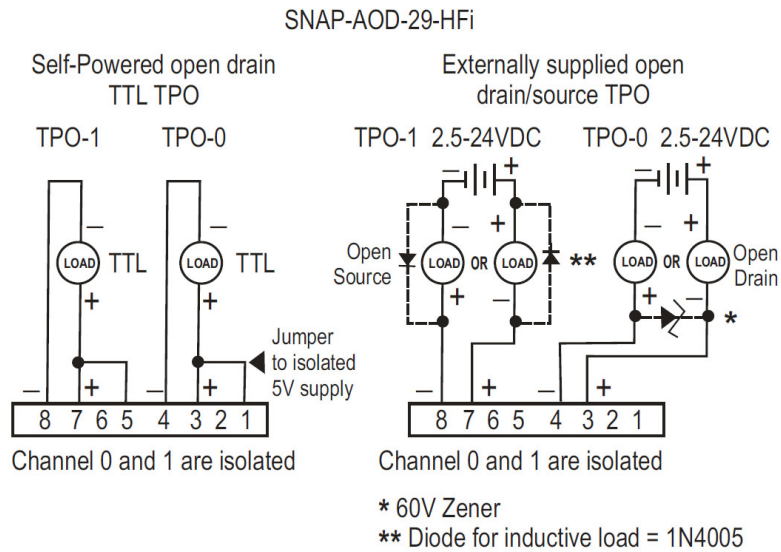 SNAP-AOD-29-HFi
Self-Powered open drain
TTL TPO
TPO-1 TPO-0
– –
LOAD TTL LOAD TTL
+ +
Jumper
to isolated
5V supply
– + – +
8 7 6 5 4 3 2 1
Channel 0 and 1 are isolated
Externally supplied open
drain/source TPO
TPO-1 2.5-24VDC TPO-0 2.5-24VDC
– + – +
– + – +
Open
Source
LOAD OR LOAD ** LOAD OR LOAD
Open
Drain
+ – + –
*
– + – +
8 7 6 5 4 3 2 1
Channel 0 and 1 are isolated
* 60V Zener
** Diode for inductive load = 1N4005